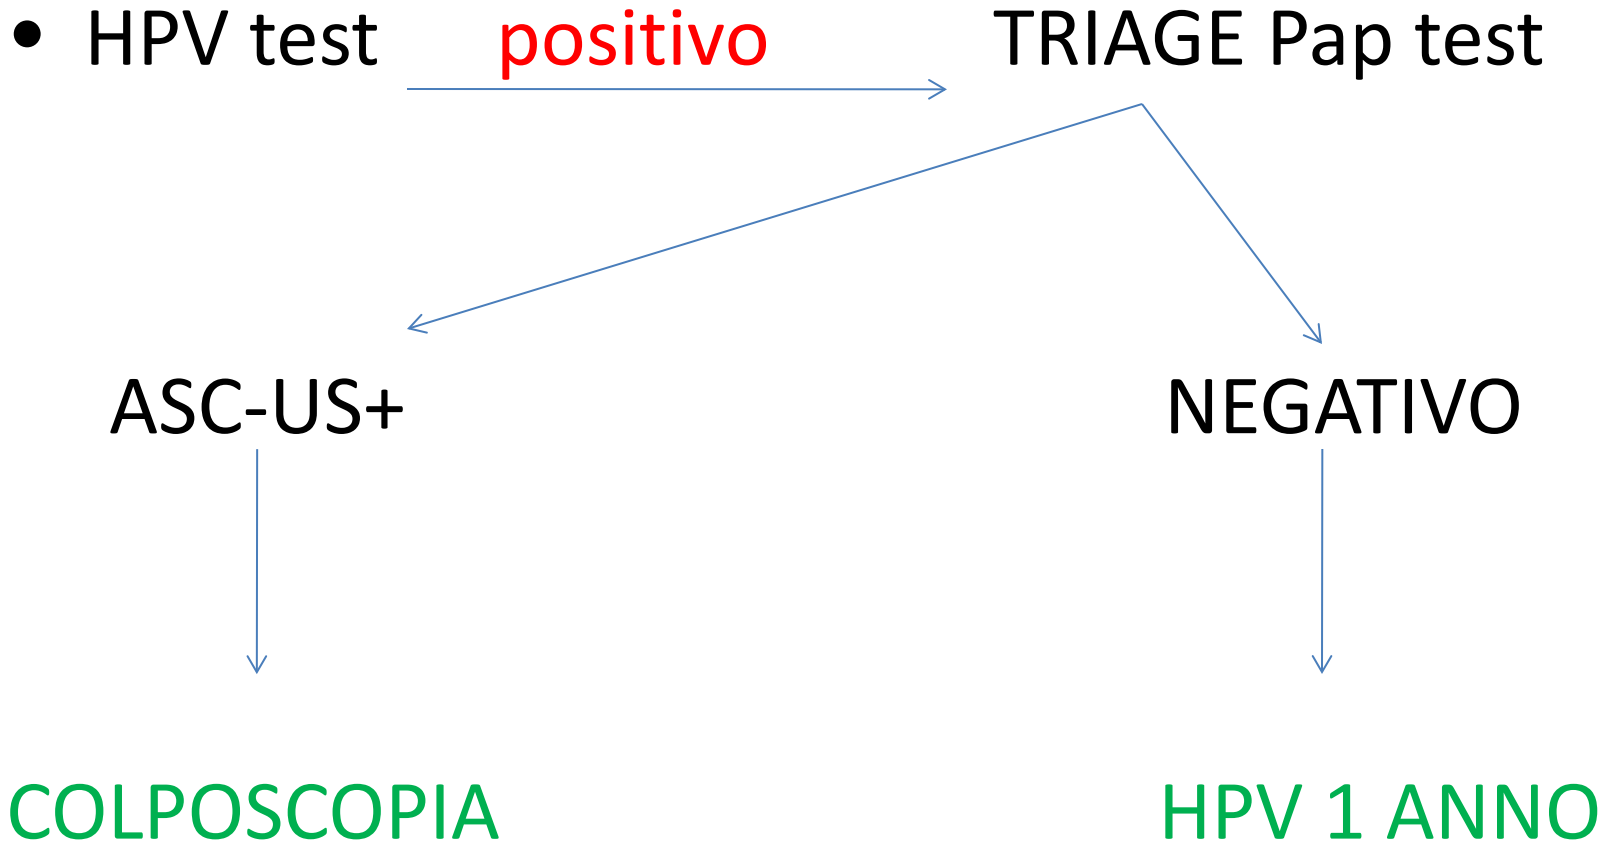 • HPV test positivo TRIAGE Pap test
ASC-US+ NEGATIVO
COLPOSCOPIA HPV 1 ANNO